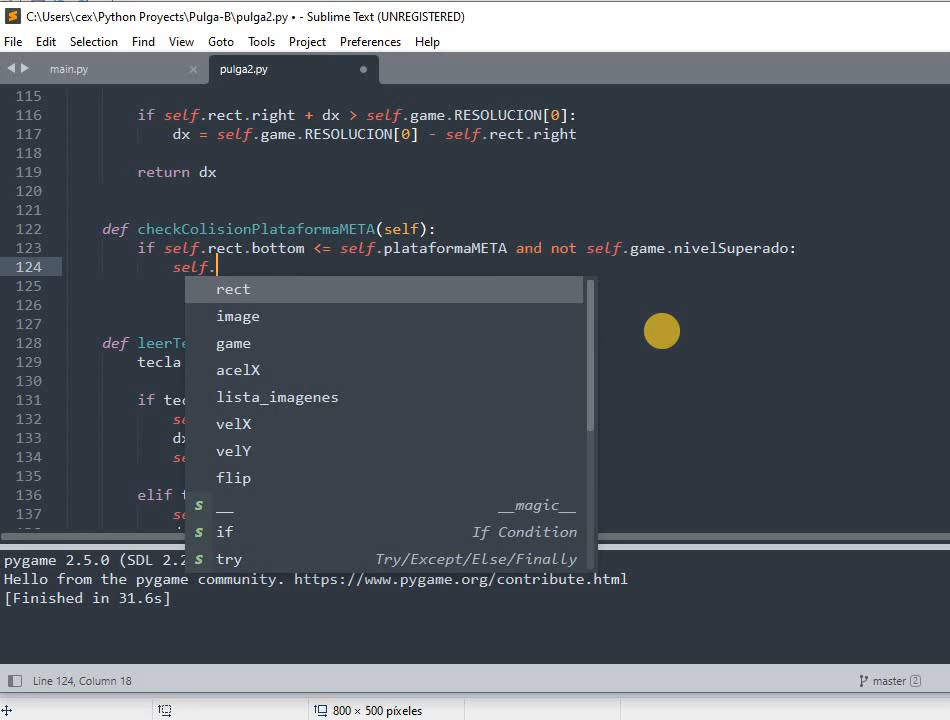 C:\Users\cex\Python Proyects\Pulga-B\pulga2.py • - Sublime Text (UNREGISTERED)
File Edit Selection Find View Goto Tools Project Preferences Help
main.py × pulga2.py
115
116 if self.rect.right + dx > self.game.RESOLUCION[0]:
117 dx = self.game.RESOLUCION[0] - self.rect.right
118
119 return dx
120
121
122 def checkColisionPlataformaMETA(self):
123 if self.rect.bottom <= self.plataformaMETA and not self.game.nivelSuperado:
124 self.
125 rect
126 image
127 game
128 def leerTe
129 tecla acelX
130
131 if tec lista_imagenes
132 se velX
133 dx
134 se velY
135 flip
136 elif t s __ __magic__
137 se s if If Condition
s try Try/Except/Else/Finally
pygame 2.5.0 (SDL 2.2
Hello from the pygame community. https://www.pygame.org/contribute.html
[Finished in 31.6s]
Line 124, Column 18 master 2
800 × 500 píxeles